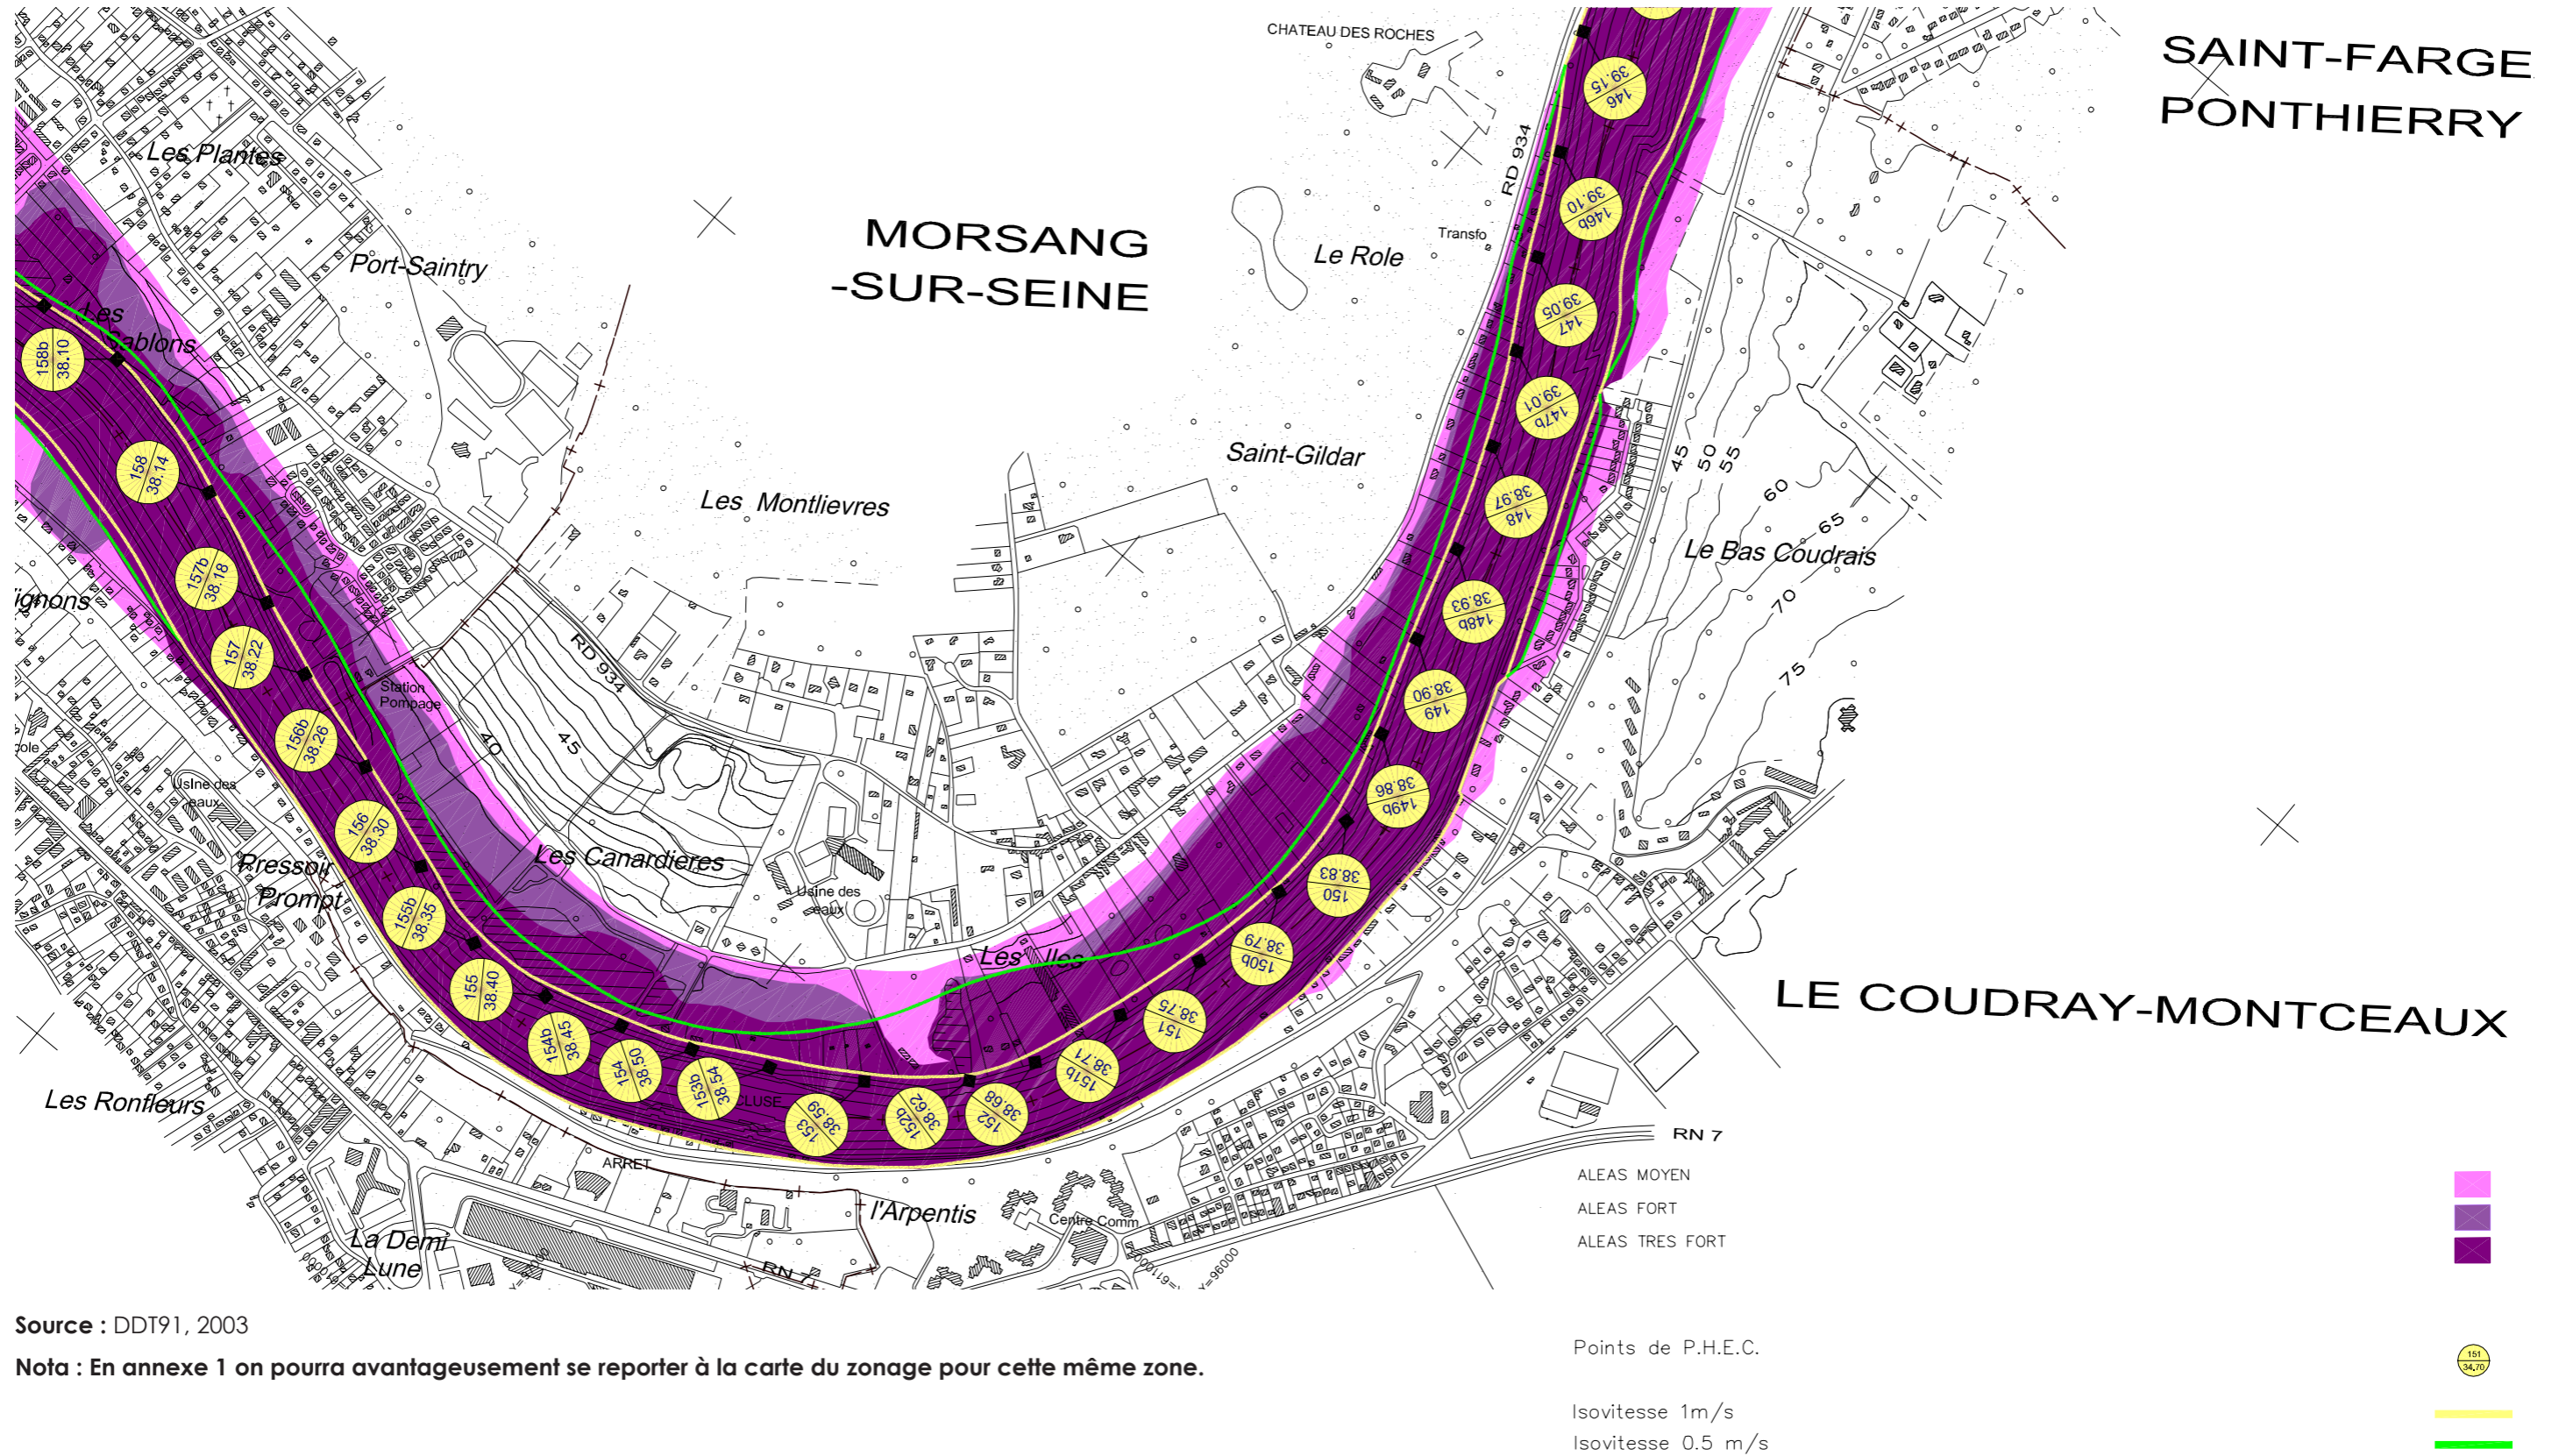 CHATEAU DES ROCHES
SAINT-FARGE
PONTHIERRY
39.15
146
RD 934
Les Plantes
39.10
146b
MORSANG
-SUR-SEINE
Transfo
Le Role
Port-Saintry
39.05
147
Les
Sablons
158b
38.10
39.01
147b
45
50
55
Saint-Gildar
158
38.14
Les Montlievres
60
38.97
148
65
Le Bas Coudrais
157b
38.18
ignons
38.93
148b
70
157
38.22
RD 934
75
Station
Pompage
38.90
149
156b
38.26
40
45
ole
Usine des
eaux
38.86
149b
156
38.30
Pressoir
Prompt
Les Canardieres
38.83
150
Usine des
eaux
155b
38.35
38.79
150b
Les Iles
155
38.40
LE COUDRAY-MONTCEAUX
38.75
151
154b
38.45
154
38.50
153b
38.54
CLUSE
38.71
151b
153
38.59
152b
38.62
38.68
152
Les Ronfleurs
RN 7
ARRET
l'Arpentis
Centre Comm
La Demi
Lune
RN 7
Y=96000
ALEAS MOYEN
ALEAS FORT
ALEAS TRES FORT
Source : DDT91, 2003
Nota : En annexe 1 on pourra avantageusement se reporter à la carte du zonage pour cette même zone.
Points de P.H.E.C.
151
34.70
Isovitesse 1m/s
Isovitesse 0.5 m/s